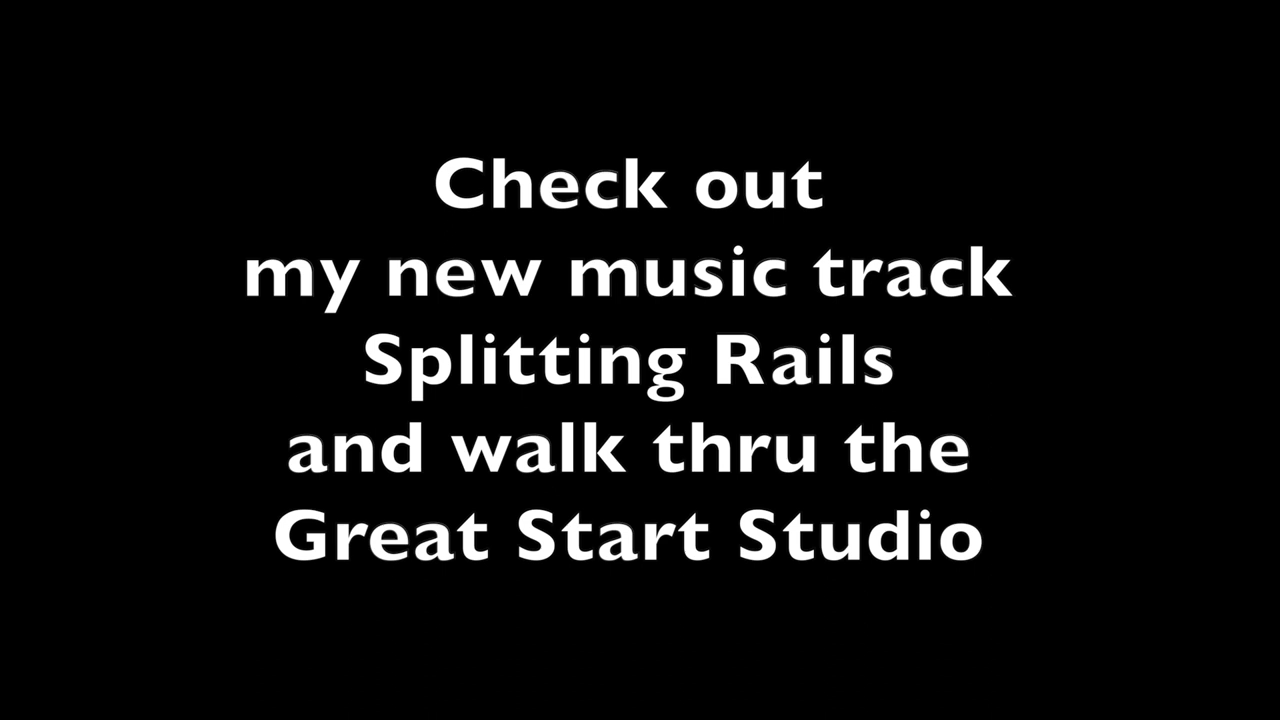 Check out
my new music track
Splitting Rails
and walk thru the
Great Start Studio